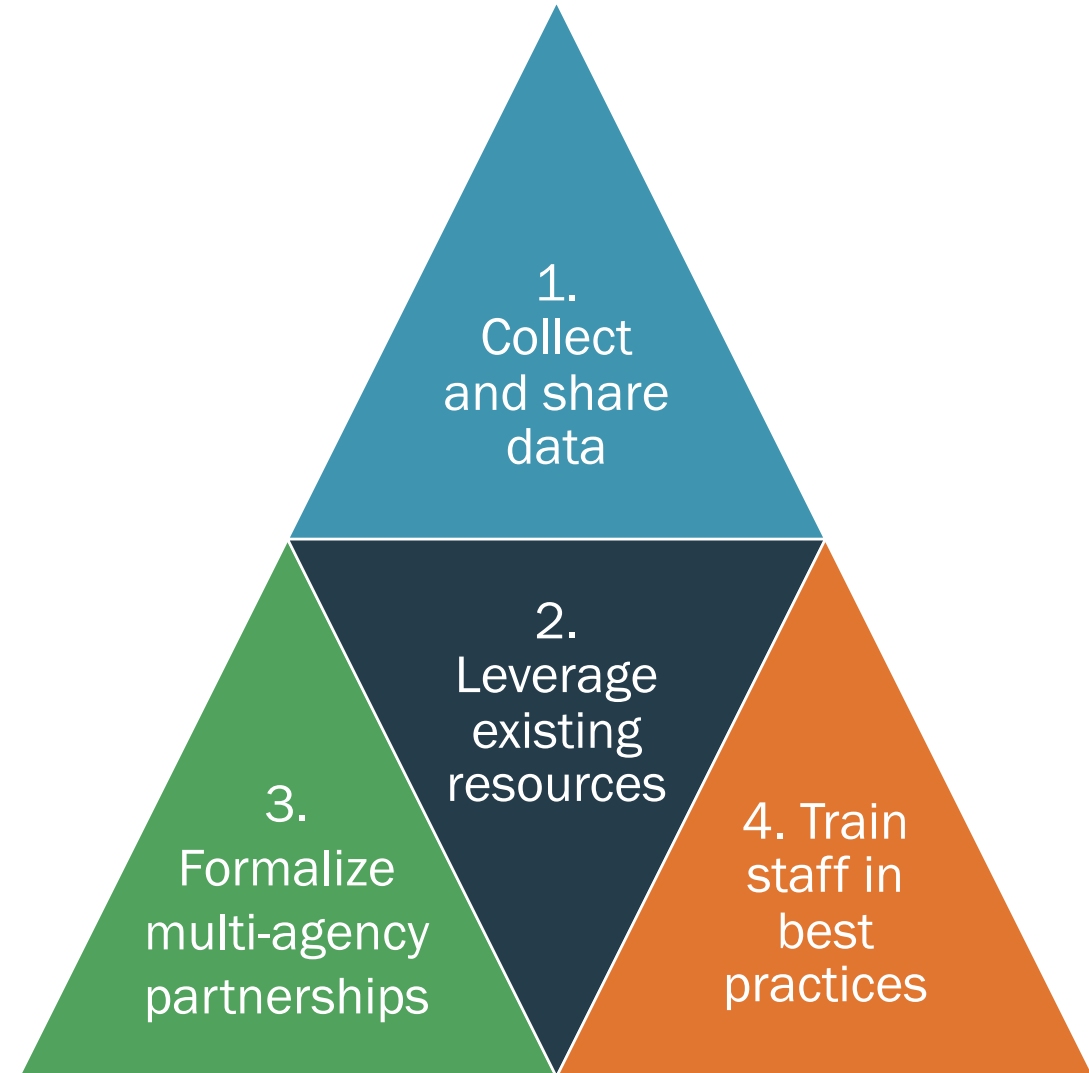 1.
Collect
and share
data
2.
Leverage
existing
resources
3.
Formalize
multi-agency
partnerships
4. Train
staff in
best
practices